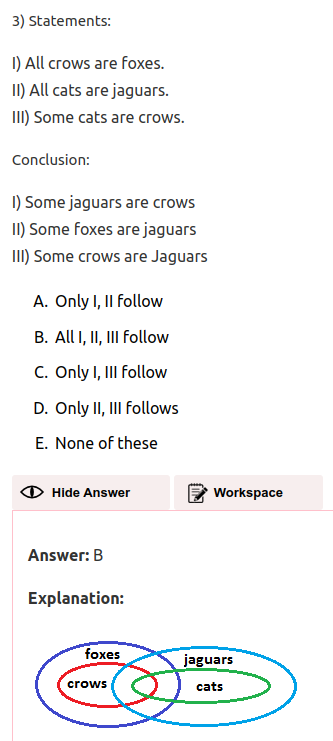 3) Statements:
I) All crows are foxes.
II) All cats are jaguars.
III) Some cats are crows.
Conclusion:
I) Some jaguars are crows
II) Some foxes are jaguars
III) Some crows are Jaguars
A. Only I, II follow
B. All I, II, III follow
C. Only I, III follow
D. Only II, III follows
E. None of these
Hide Answer
Workspace
Answer: B
Explanation:
foxes
jaguars
crows
cats